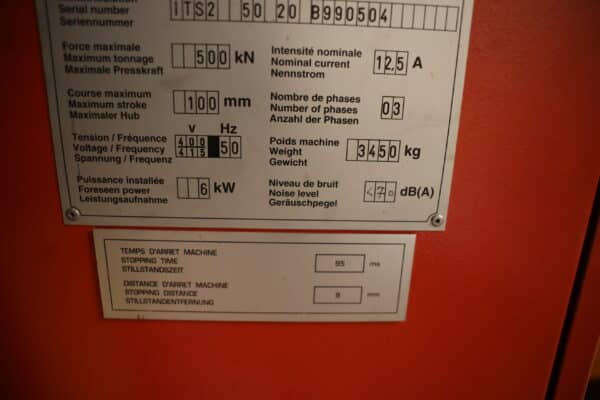 Serial number ITS2 50 20 B990504
Seriennummer
Force maximale
Maximum tonnage 500 kN
Maximale Presskraft
Intensité nominale
Nominal current 12,5 A
Nennstrom
Course maximum
Maximum stroke 100 mm
Maximaler Hub
Nombre de phases
Number of phases 03
Anzahl der Phasen
V Hz
Tension / Fréquence 400
Voltage / Frequency 50
Spannung / Frequenz 415
Poids machine
Weight 3450 kg
Gewicht
Puissance installée
Foreseen power 6 kW
Leistungsaufnahme
Niveau de bruit
Noise level <70 dB(A)
Geräuschpegel
TEMPS D'ARRET MACHINE
STOPPING TIME 95 ms
STILLSTANDSZEIT
DISTANCE D'ARRET MACHINE
STOPPING DISTANCE 9 mm
STILLSTANDENTFERNUNG